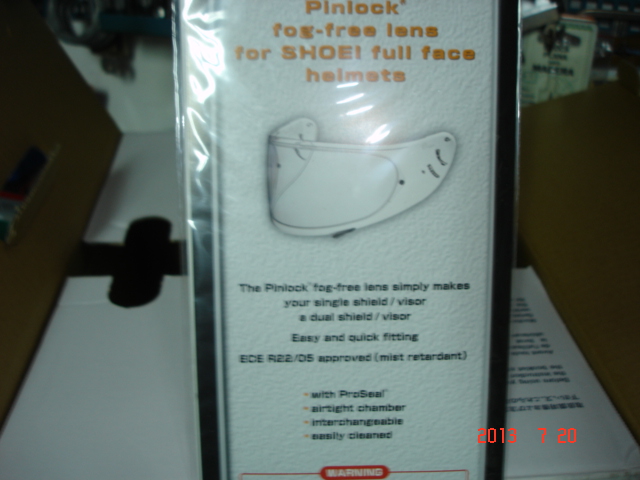 Pinlock®
fog-free lens
for SHOEI full face
helmets
The Pinlock® fog-free lens simply makes
your single shield / visor
a dual shield / visor
Easy and quick fitting
ECE R22/05 approved (mist retardant)
- with ProSeal
- airtight chamber
- interchangeable
- easily cleaned
WARNING
2013 7 20